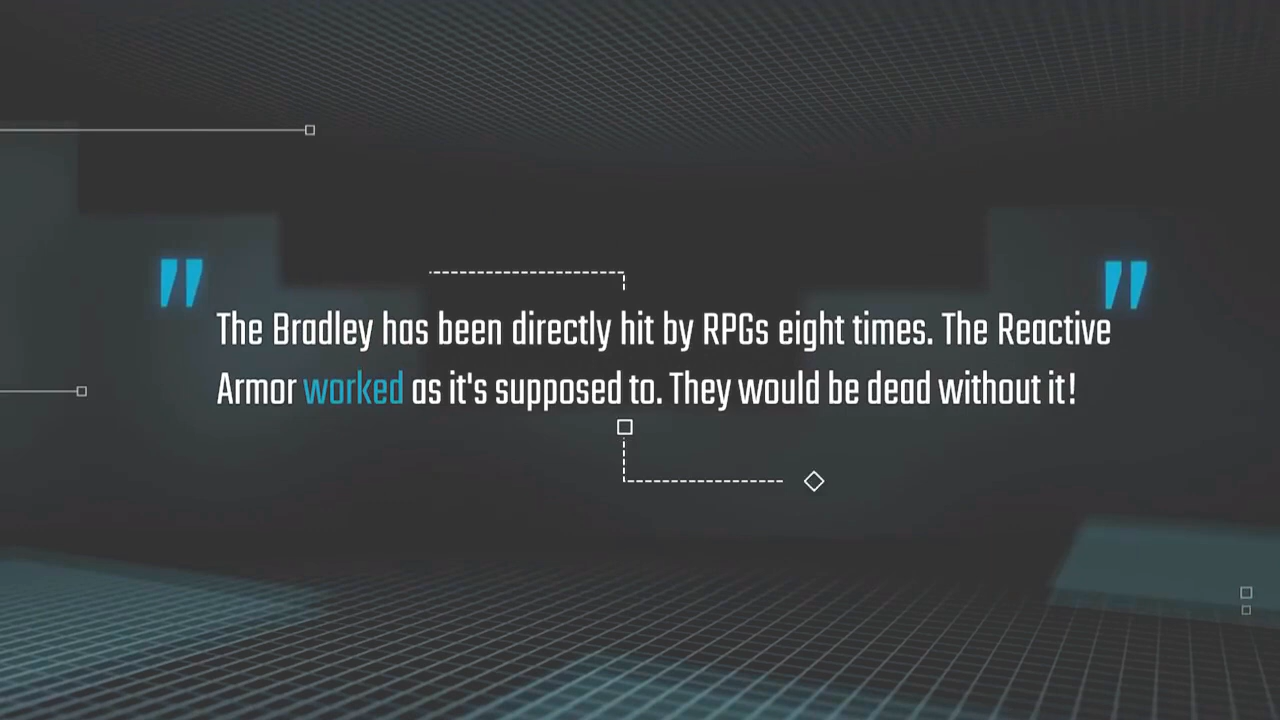 "The Bradley has been directly hit by RPGs eight times. The Reactive"
Armor worked as it's supposed to. They would be dead without it!